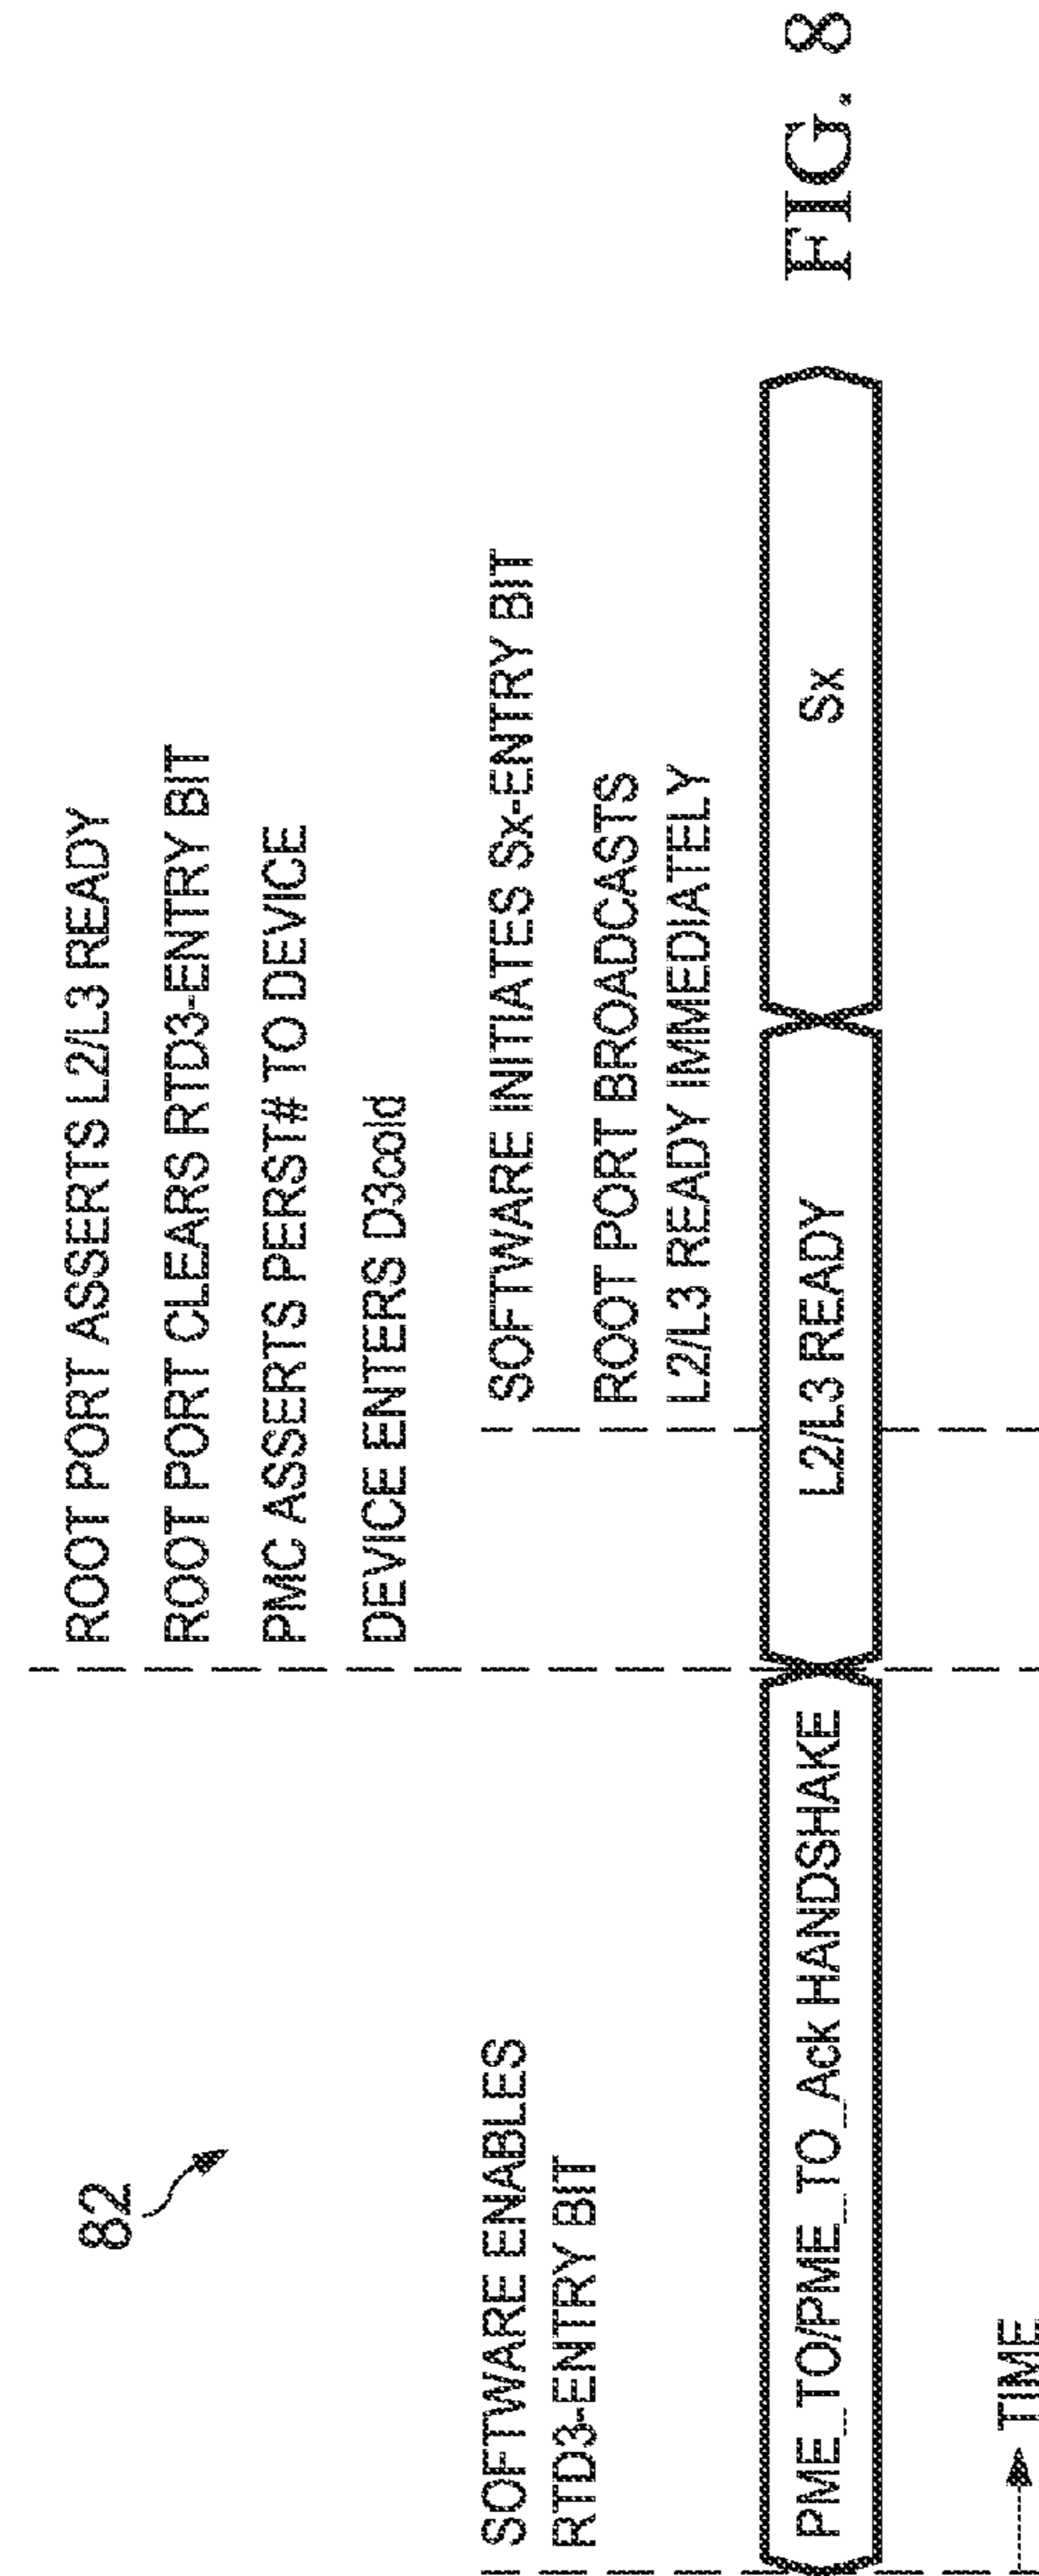 82
ROOT PORT ASSERTS L2/L3 READY
ROOT PORT CLEARS RTD3-ENTRY BIT
PMC ASSERTS PERST# TO DEVICE
DEVICE ENTERS D3cold
SOFTWARE ENABLES
RTD3-ENTRY BIT
SOFTWARE INITIATES Sx-ENTRY BIT
ROOT PORT BROADCASTS
L2/L3 READY IMMEDIATELY
PME_TO/PME_TO_Ack HANDSHAKE
L2/L3 READY
Sx
TIME
FIG. 8